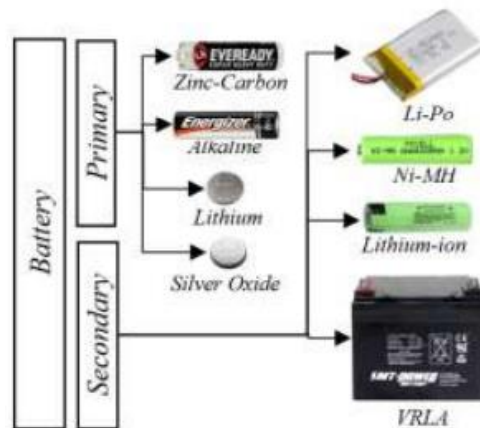 Battery
Primary
Secondary
EVEREADY
Zinc-Carbon
Energizer
Alkaline
Lithium
Silver Oxide
Li-Po
Ni-MH
Lithium-ion
VRLA